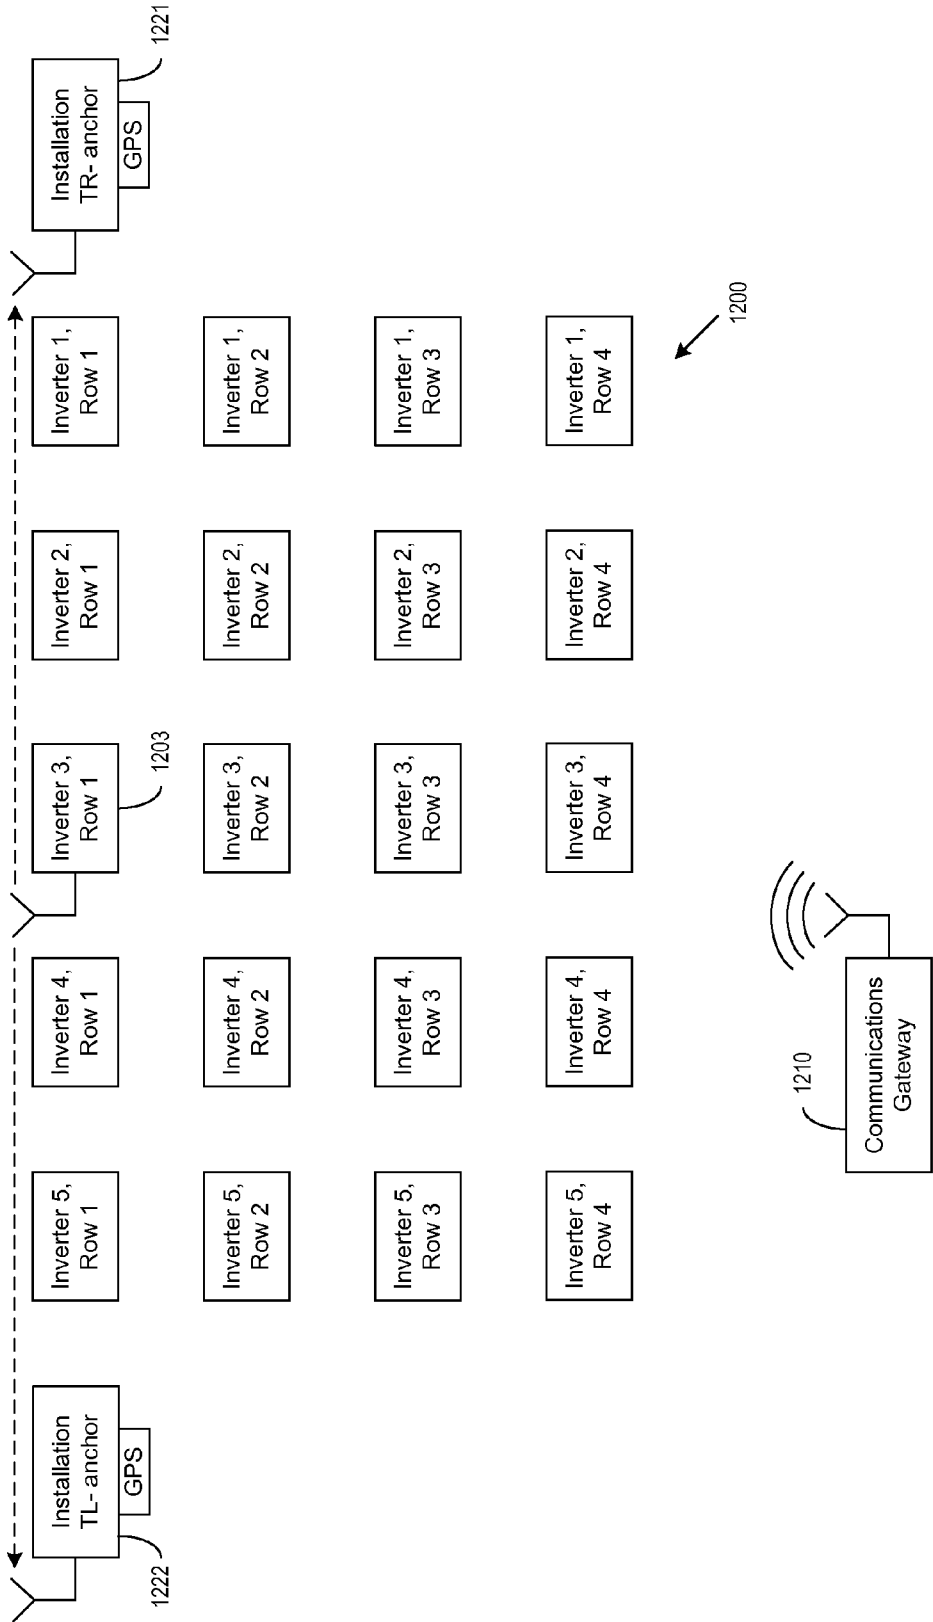 Installation
TL- anchor
GPS
1222
Inverter 5,
Row 1
Inverter 4,
Row 1
Inverter 3,
Row 1
1203
Inverter 2,
Row 1
Inverter 1,
Row 1
Installation
TR- anchor
GPS
1221
Inverter 5,
Row 2
Inverter 4,
Row 2
Inverter 3,
Row 2
Inverter 2,
Row 2
Inverter 1,
Row 2
Inverter 5,
Row 3
Inverter 4,
Row 3
Inverter 3,
Row 3
Inverter 2,
Row 3
Inverter 1,
Row 3
Inverter 5,
Row 4
Inverter 4,
Row 4
Inverter 3,
Row 4
Inverter 2,
Row 4
Inverter 1,
Row 4
1200
1210
Communications
Gateway